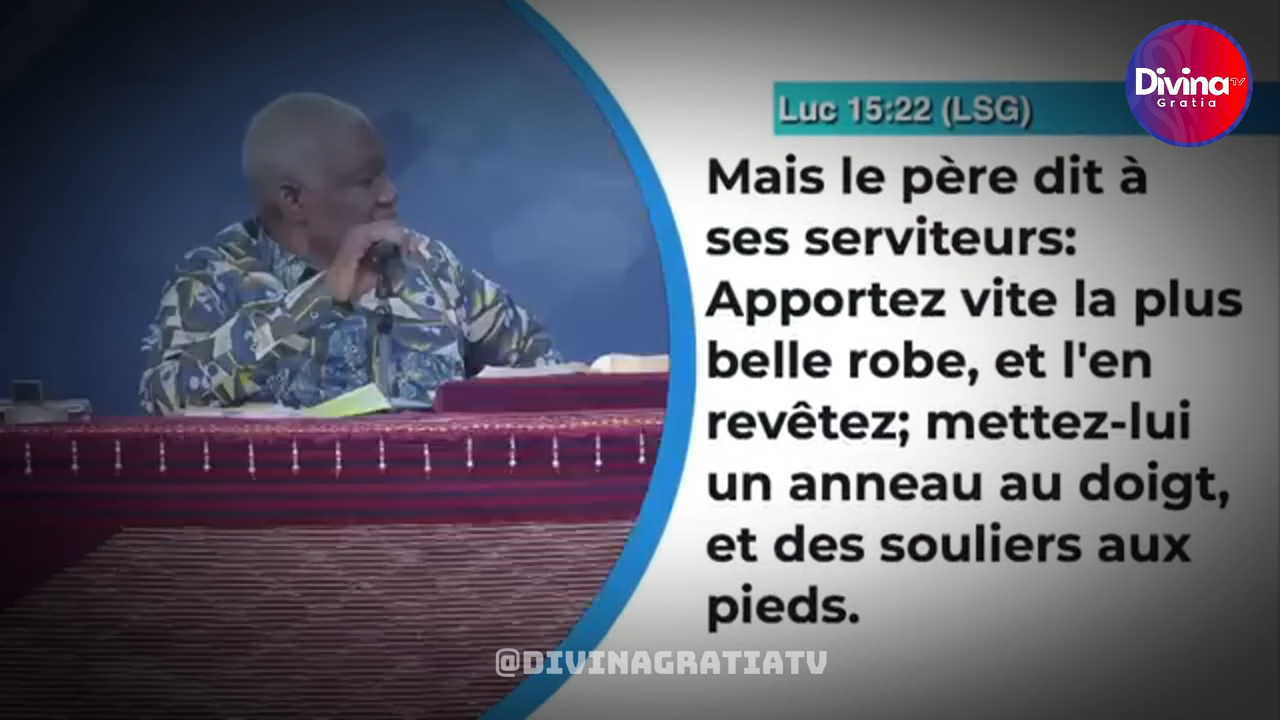 Divina TV
Gratia
Luc 15:22 (LSG)
Mais le père dit à
ses serviteurs:
Apportez vite la plus
belle robe, et l'en
revêtez; mettez-lui
un anneau au doigt,
et des souliers aux
pieds.
@DIVINAGRATIATV